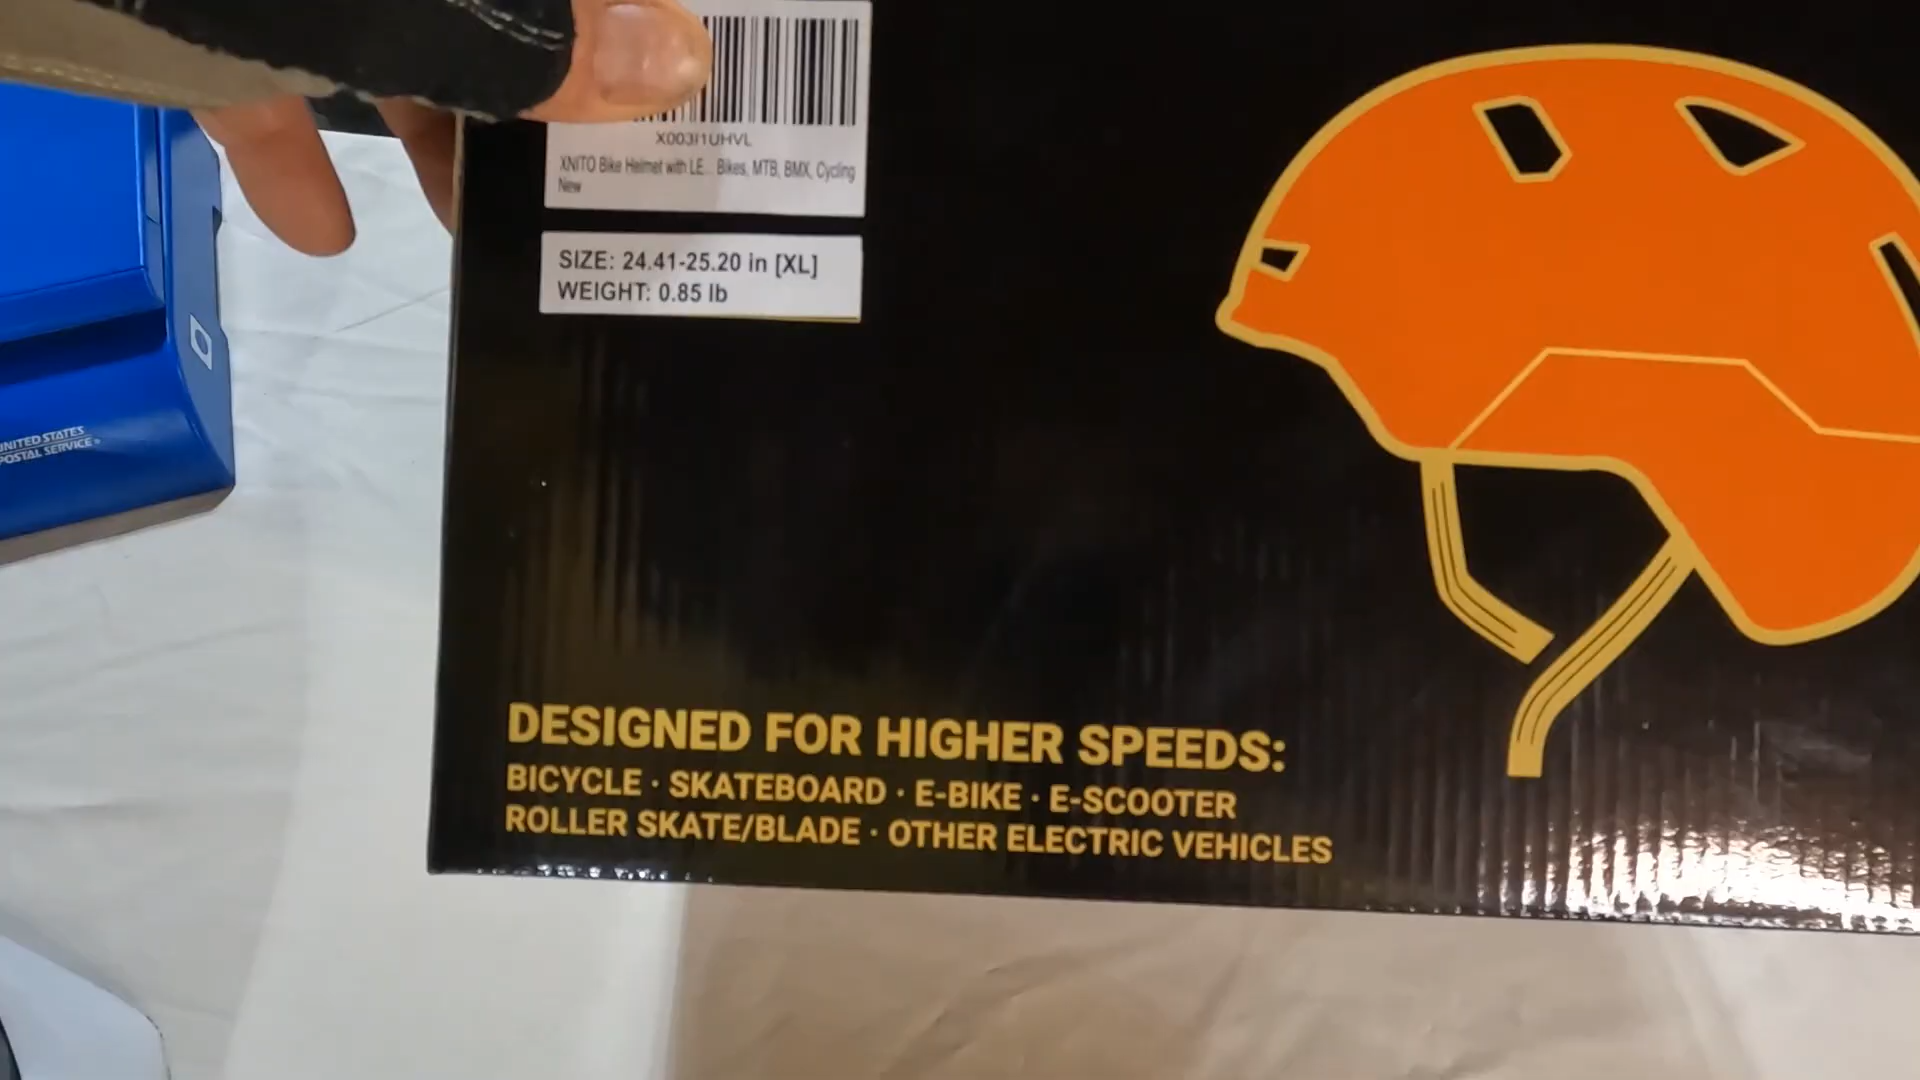 X003I1UHVL
XNITO Bike Helmet with LE... Bikes, MTB, BMX, Cycling
New
SIZE: 24.41-25.20 in [XL]
WEIGHT: 0.85 lb
UNITED STATES
POSTAL SERVICE®
DESIGNED FOR HIGHER SPEEDS:
BICYCLE · SKATEBOARD · E-BIKE · E-SCOOTER
ROLLER SKATE/BLADE · OTHER ELECTRIC VEHICLES